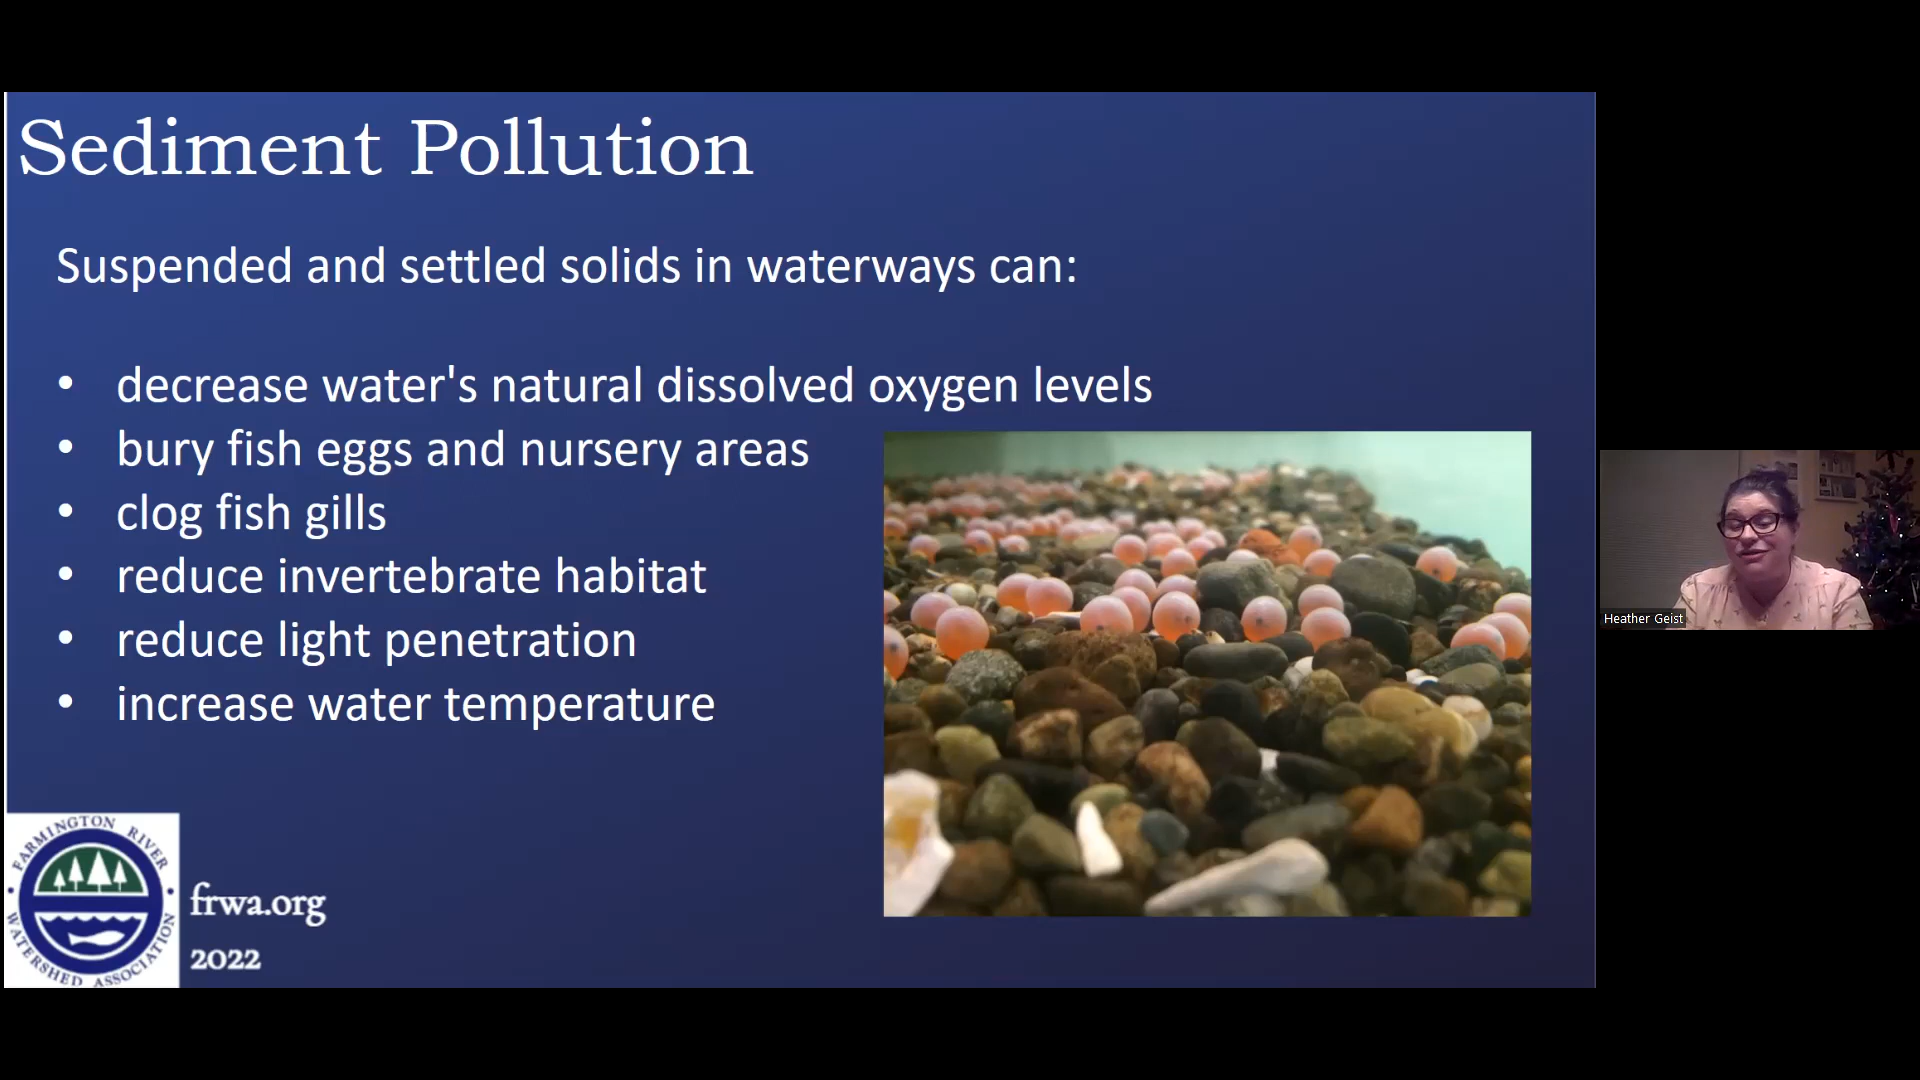 Sediment Pollution
Suspended and settled solids in waterways can:
• decrease water's natural dissolved oxygen levels
• bury fish eggs and nursery areas
• clog fish gills
• reduce invertebrate habitat
• reduce light penetration
• increase water temperature
FARMINGTON RIVER
WATERSHED ASSOCIATION
frwa.org
2022
Heather Geist